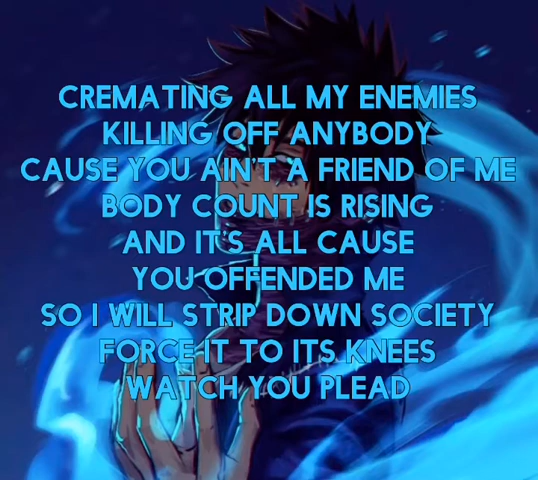 CREMATING ALL MY ENEMIES
KILLING OFF ANYBODY
CAUSE YOU AIN'T A FRIEND OF ME
BODY COUNT IS RISING
AND IT'S ALL CAUSE
YOU OFFENDED ME
SO I WILL STRIP DOWN SOCIETY
FORCE IT TO ITS KNEES
WATCH YOU PLEAD